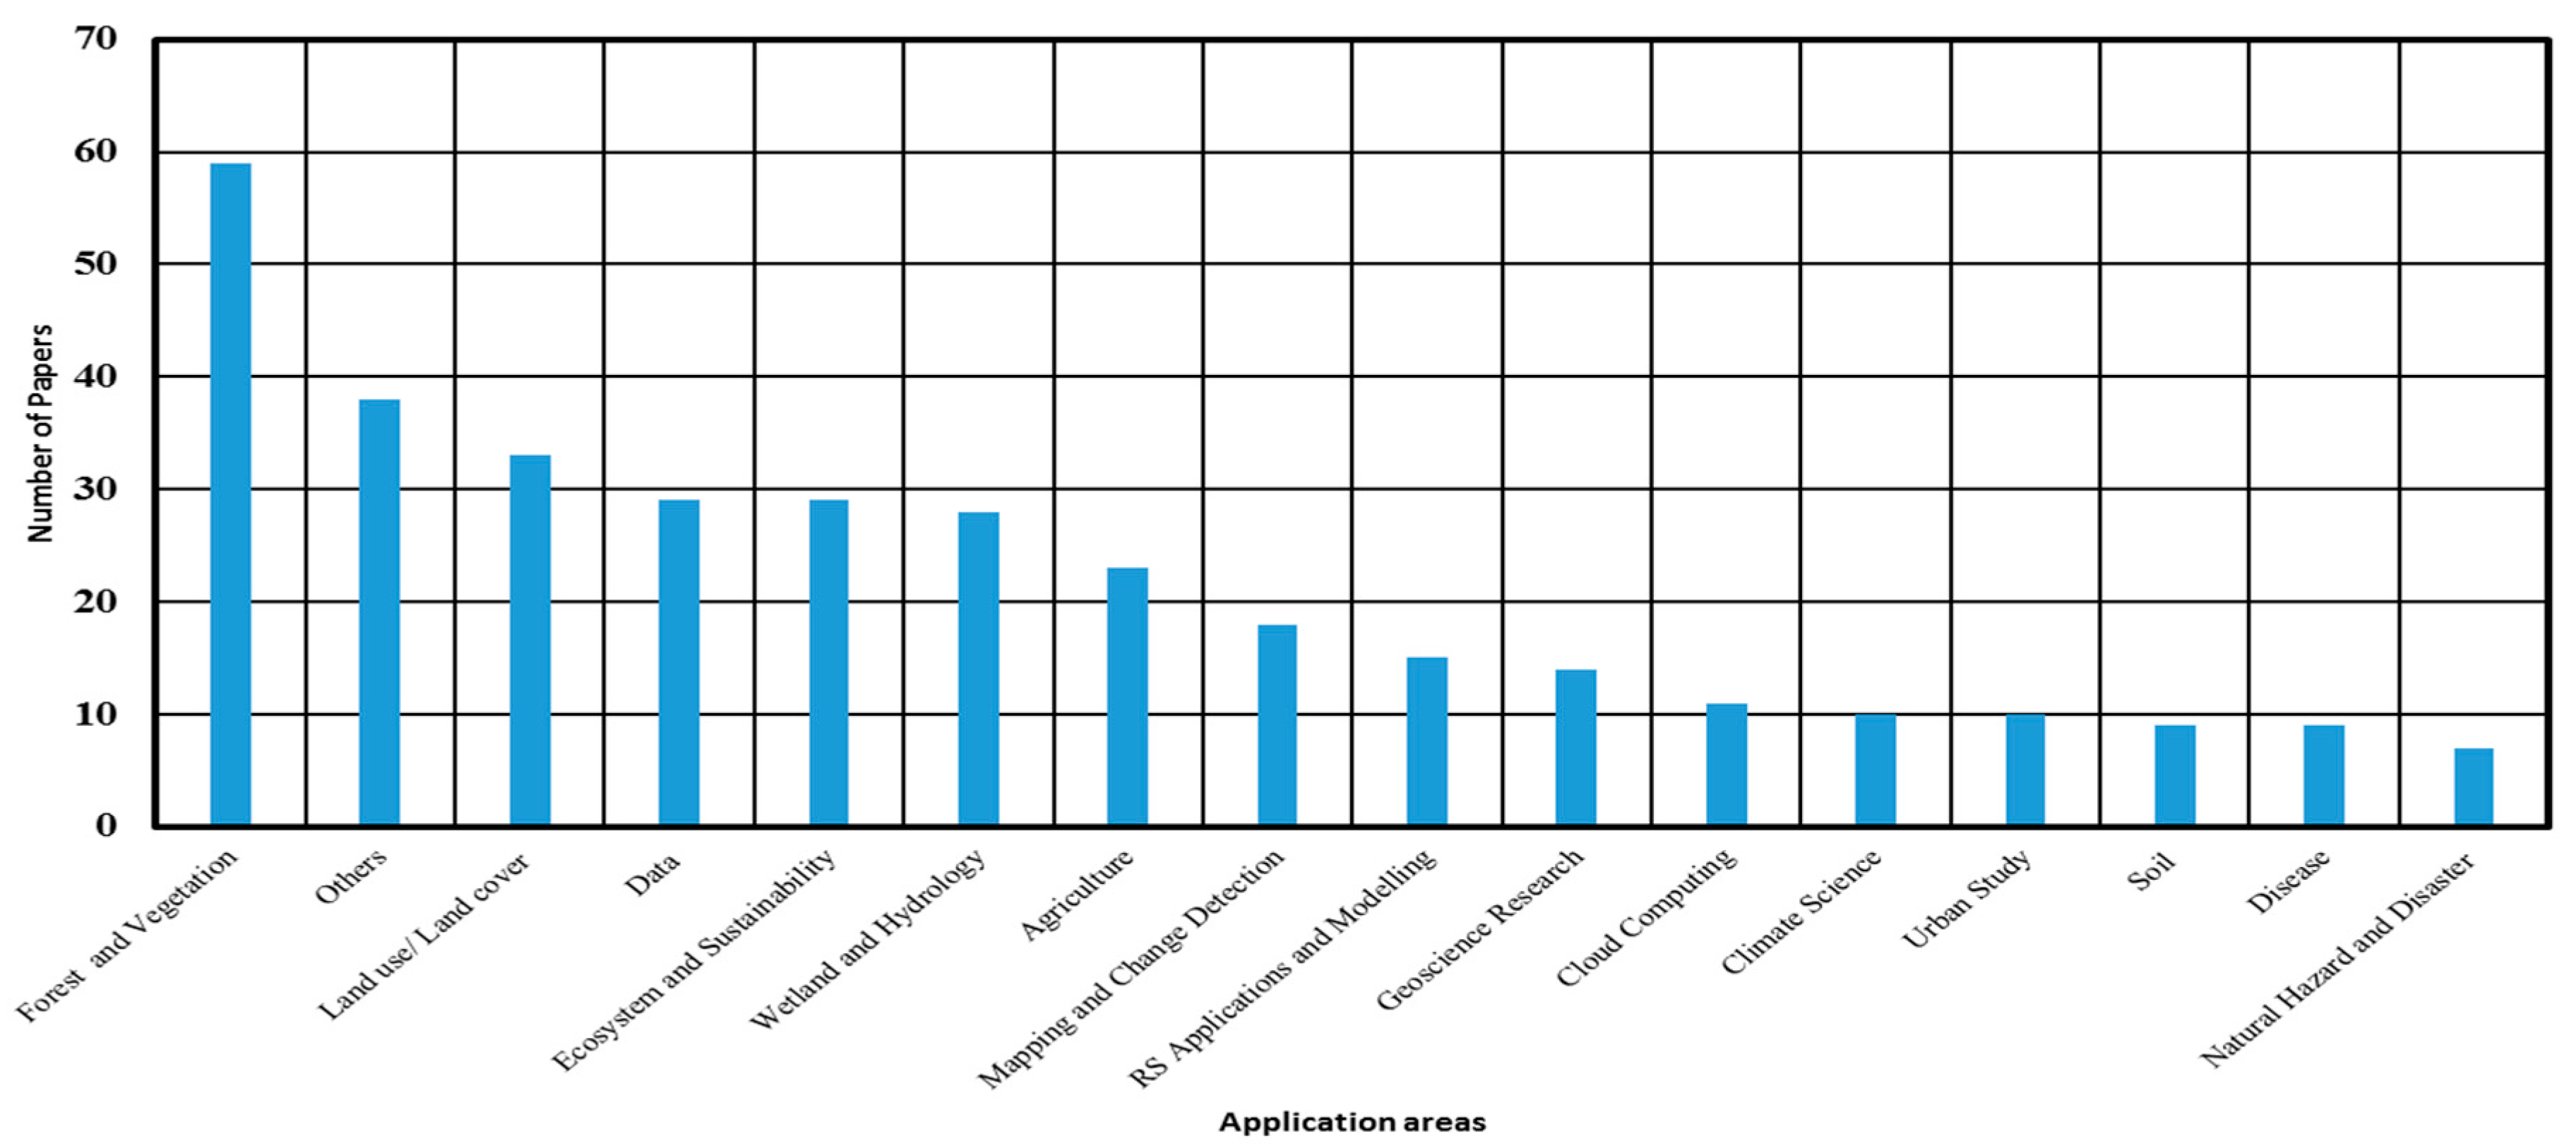 70
60
50
40
30
20
10
0
Number of Papers
Forest and Vegetation
Others
Land use/ Land cover
Data
Ecosystem and Sustainability
Wetland and Hydrology
Agriculture
Mapping and Change Detection
RS Applications and Modelling
Geoscience Research
Cloud Computing
Climate Science
Urban Study
Soil
Disease
Natural Hazard and Disaster
Application areas